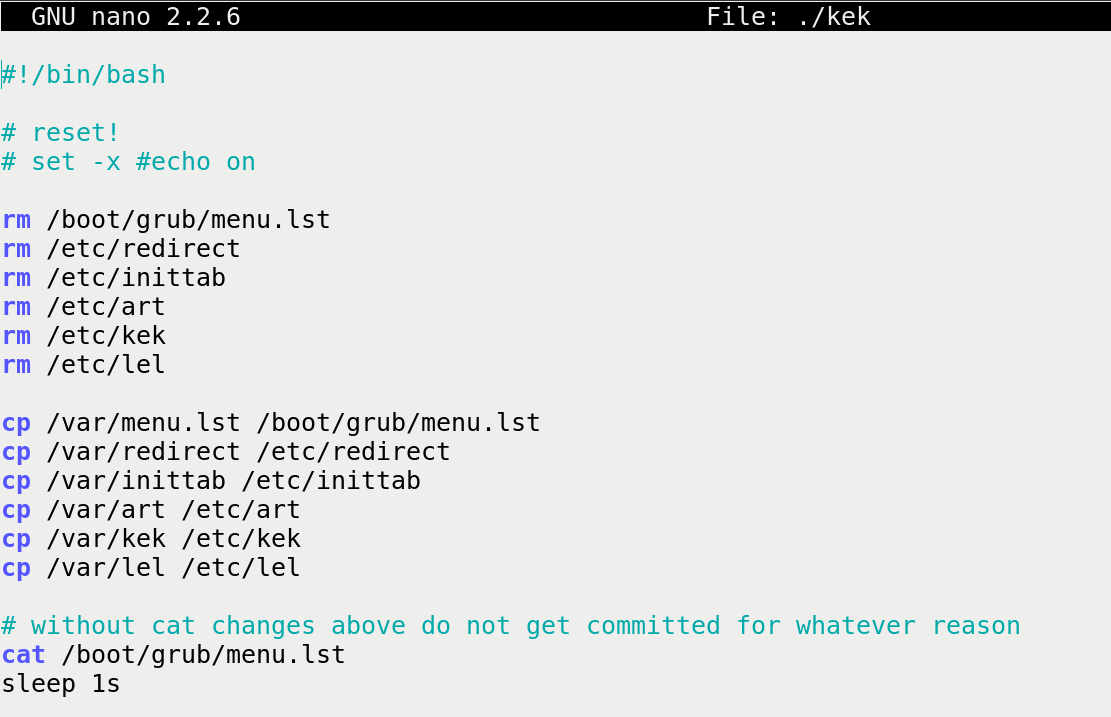 GNU nano 2.2.6 File: ./kek
#!/bin/bash
# reset!
# set -x #echo on
rm /boot/grub/menu.lst
rm /etc/redirect
rm /etc/inittab
rm /etc/art
rm /etc/kek
rm /etc/lel
cp /var/menu.lst /boot/grub/menu.lst
cp /var/redirect /etc/redirect
cp /var/inittab /etc/inittab
cp /var/art /etc/art
cp /var/kek /etc/kek
cp /var/lel /etc/lel
# without cat changes above do not get committed for whatever reason
cat /boot/grub/menu.lst
sleep 1s